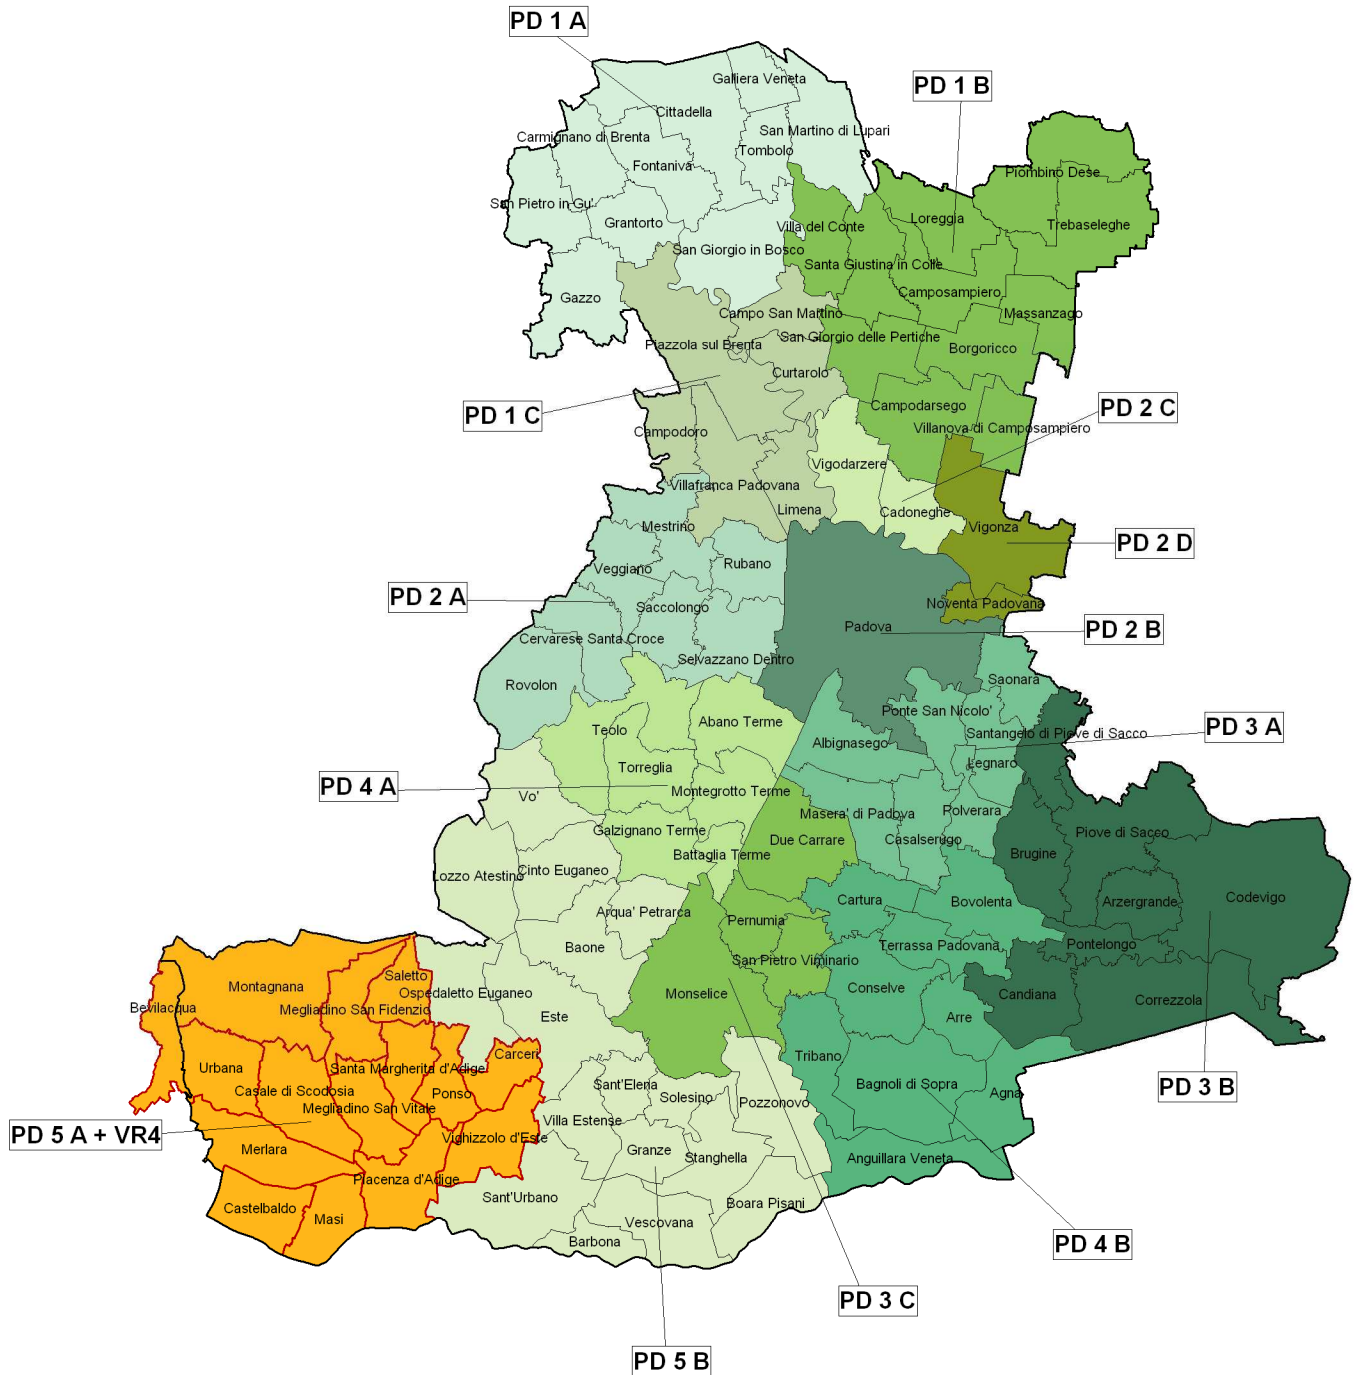 PD 1 A
Galliera Veneta
PD 1 B
Cittadella
San Martino di Lupari
Carmignano di Brenta
Tombolo
Fontaniva
Piombino Dese
San Pietro in Gu'
Loreggia
Grantorto
Villa del Conte
Trebaseleghe
San Giorgio in Bosco
Santa Giustina in Colle
Gazzo
Camposampiero
Campo San Martino
Massanzago
San Giorgio delle Pertiche
Piazzola sul Brenta
Borgoricco
Curtarolo
PD 1 C
Campodarsego
PD 2 C
Villanova di Camposampiero
Campodoro
Vigodarzere
Villafranca Padovana
Limena
Cadoneghe
Mestrino
Vigonza
PD 2 D
Rubano
Veggiano
PD 2 A
Saccolongo
Noventa Padovana
Padova
PD 2 B
Cervarese Santa Croce
Selvazzano Dentro
Saonara
Rovolon
Ponte San Nicolo'
Abano Terme
Teolo
Santangelo di Pieve di Sacco
PD 3 A
Albignasego
Legnaro
Torreglia
PD 4 A
Montegrotto Terme
Vo'
Masera' di Padova
Polverara
Galzignano Terme
Due Carrare
Casalserugo
Piove di Sacco
Battaglia Terme
Brugine
Cinto Euganeo
Lozzo Atestino
Cartura
Bovolenta
Arzergrande
Codevigo
Arqua' Petrarca
Pernumia
Baone
Terrassa Padovana
Pontelongo
San Pietro Viminario
Saletto
Montagnana
Ospedaletto Euganeo
Monselice
Conselve
Candiana
Correzzola
Bevilacqua
Megliadino San Fidenzio
Este
Arre
Carceri
Tribano
Urbana
Santa Margherita d'Adige
Casale di Scodosia
Ponso
Sant'Elena
Bagnoli di Sopra
PD 3 B
Solesino
Agna
Megliadino San Vitale
Pozzonovo
Villa Estense
PD 5 A + VR4
Vighizzolo d'Este
Merlara
Granze
Stanghella
Anguillara Veneta
Piacenza d'Adige
Sant'Urbano
Boara Pisani
Castelbaldo
Masi
Vescovana
Barbona
PD 4 B
PD 3 C
PD 5 B